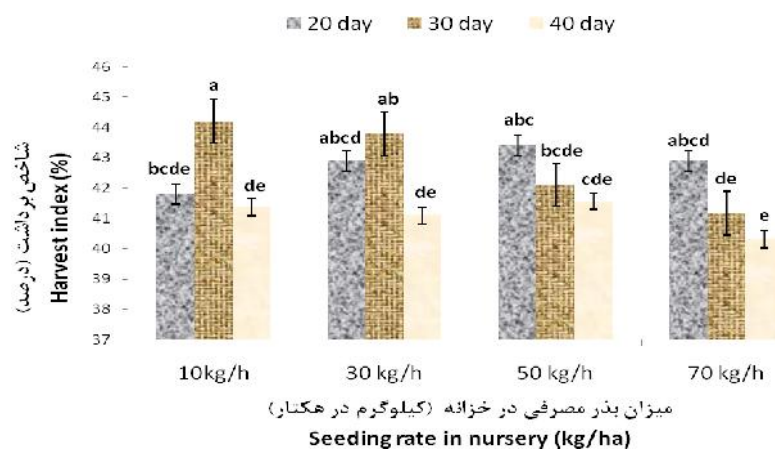 20 day 30 day 40 day
46
45
44
43
42
41
40
39
38
37
شاخص برداشت (درصد)
Harvest index (%)
bcde a de
abcd ab de
abc bcde cde
abcd de e
10kg/h 30 kg/h 50 kg/h 70 kg/h
میزان بذر مصرفی در خزانه (کیلوگرم در هکتار)
Seeding rate in nursery (kg/ha)